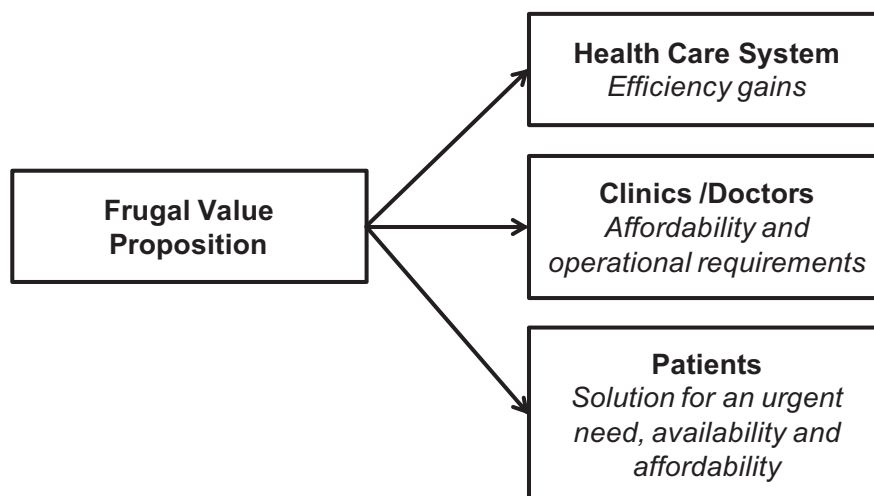 Health Care System
Efficiency gains
Frugal Value
Proposition
Clinics /Doctors
Affordability and
operational requirements
Patients
Solution for an urgent
need, availability and
affordability